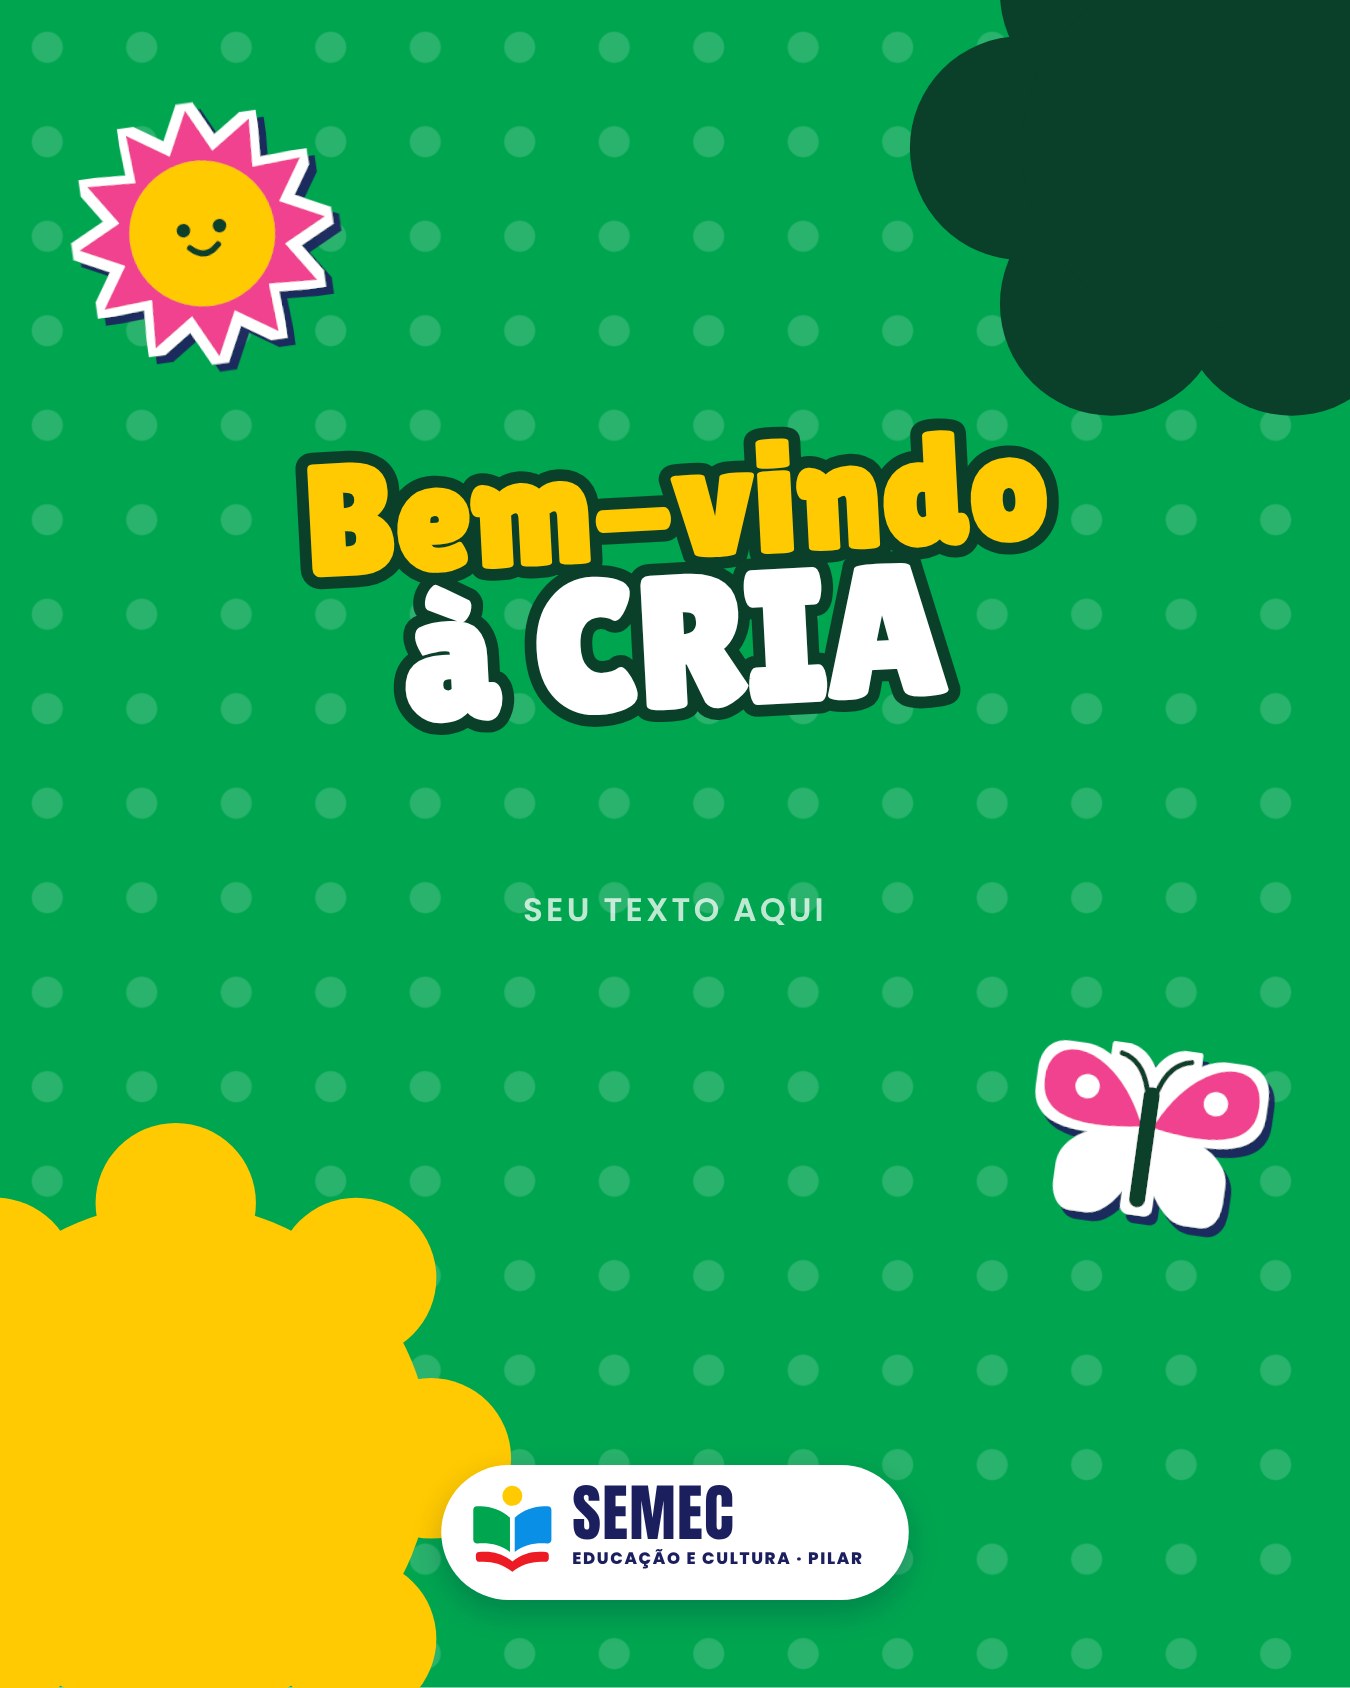 Bem-vindo
à CRIA
SEU TEXTO AQUI
SEMEC
EDUCAÇÃO E CULTURA · PILAR